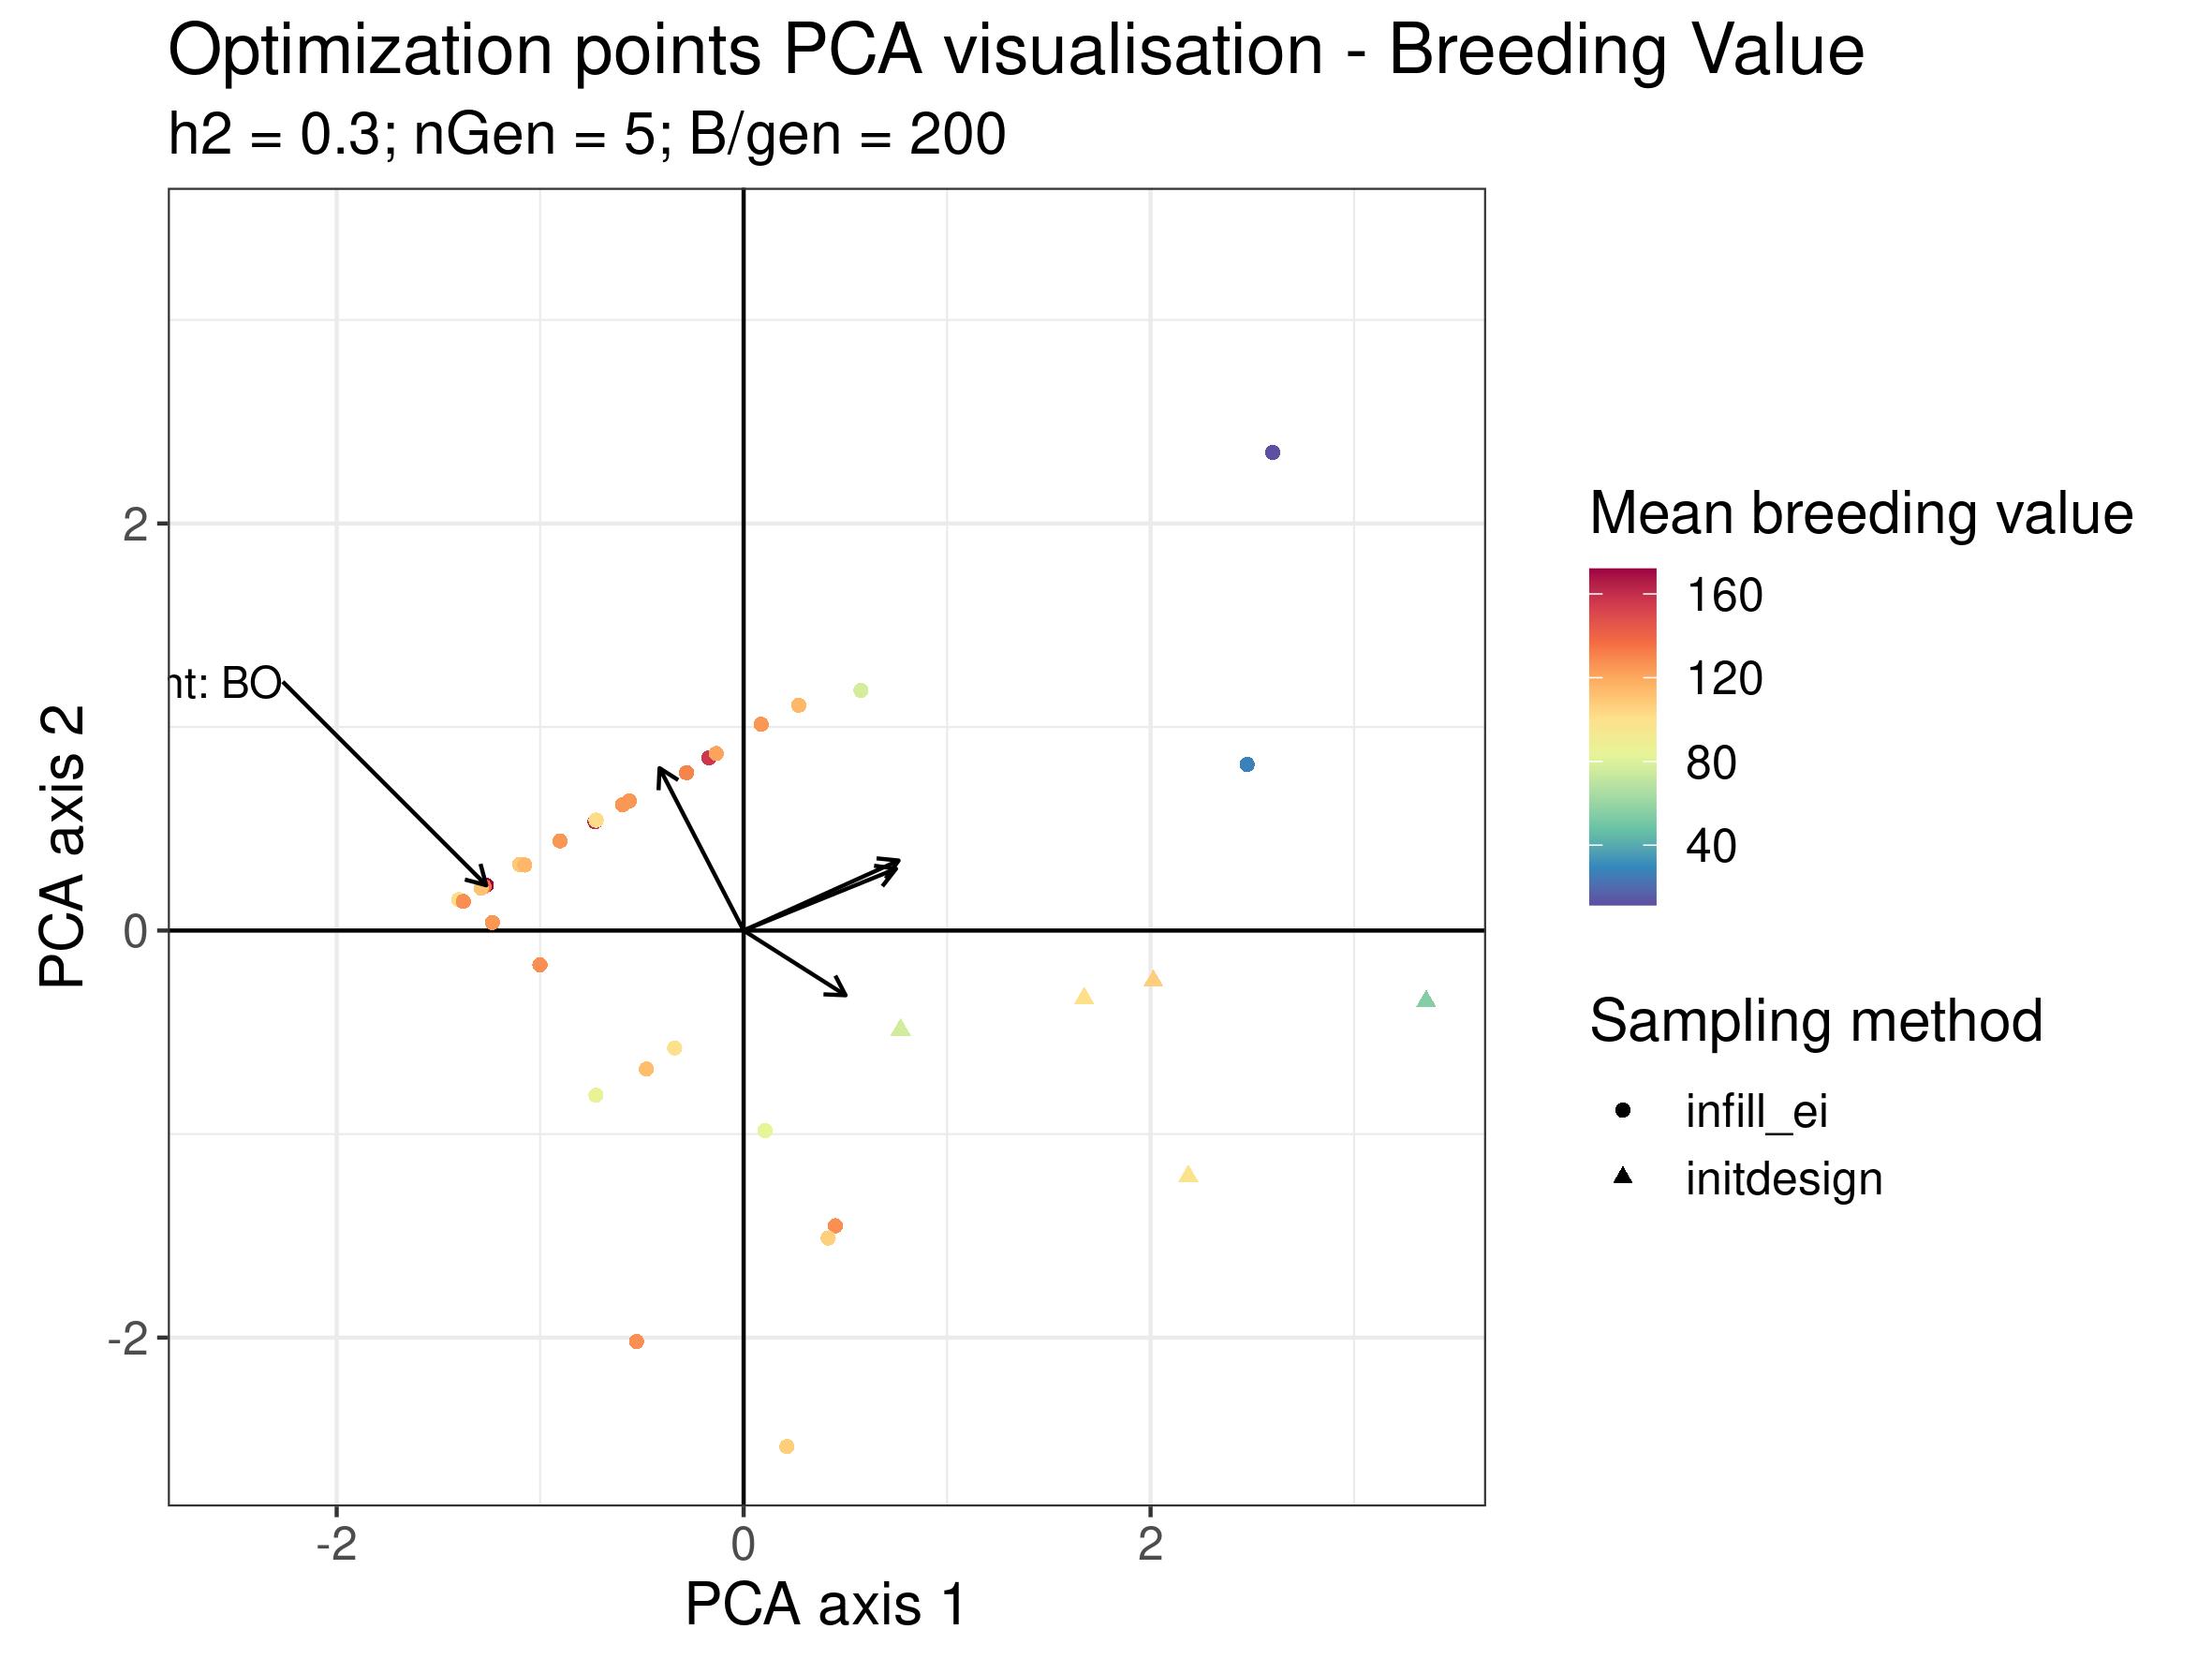 Optimization points PCA visualisation - Breeding Value
h2 = 0.3; nGen = 5; B/gen = 200
PCA axis 2
2
0
-2
nt: BO
-2
0
2
PCA axis 1
Mean breeding value
160
120
80
40
Sampling method
infill_ei
initdesign